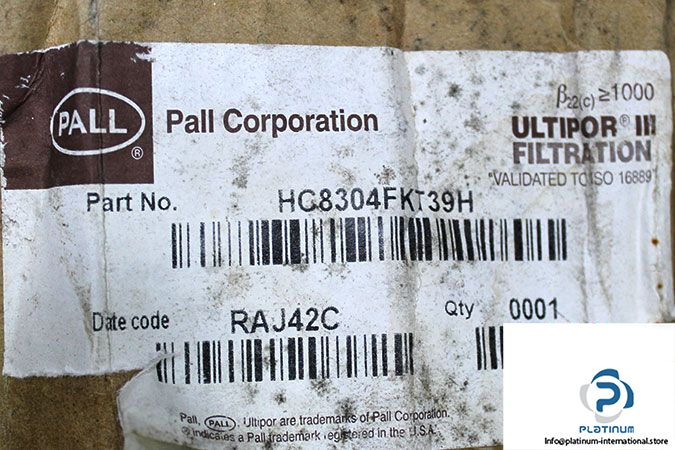 PALL
®
Pall Corporation
β22(c) ≥1000
ULTIPOR® III
FILTRATION
"VALIDATED TO ISO 16889"
Part No. HC8304FKT39H
Date code RAJ42C Qty 0001
Pall, PALL, Ultipor are trademarks of Pall Corporation.
® indicates a Pall trademark registered in the U.S.A.
PLATINUM
Info@platinum-international.store